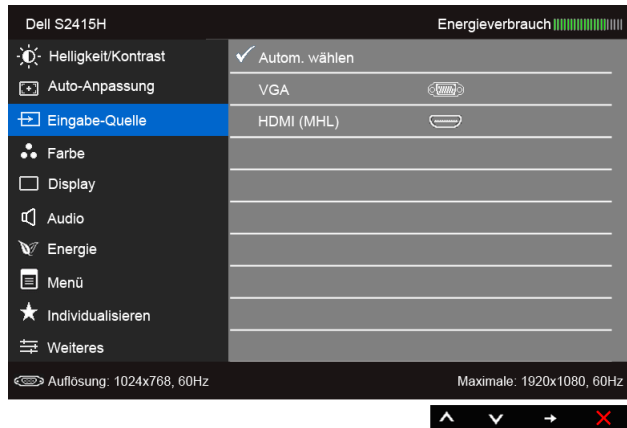 Dell S2415H Energieverbrauch
Helligkeit/Kontrast
Auto-Anpassung
Eingabe-Quelle
Farbe
Display
Audio
Energie
Menü
Individualisieren
Weiteres
Autom. wählen
VGA
HDMI (MHL)
Auflösung: 1024x768, 60Hz Maximale: 1920x1080, 60Hz